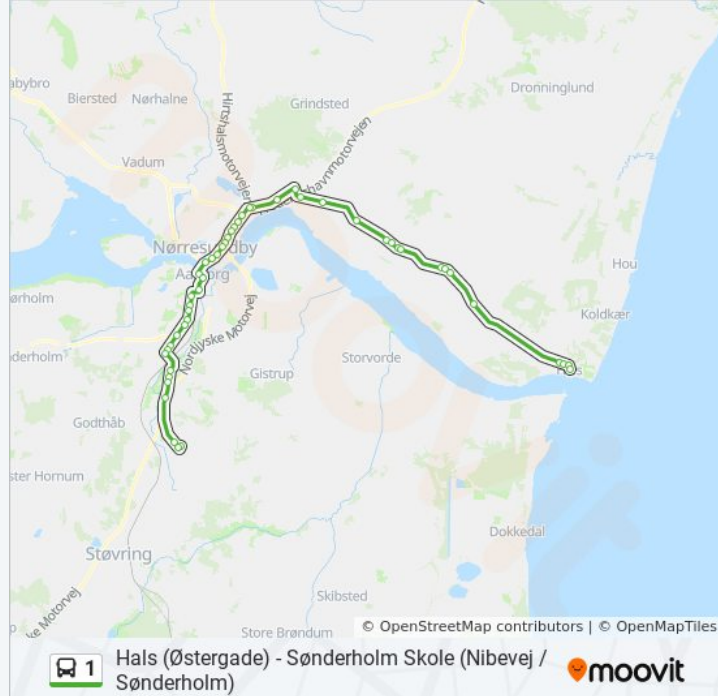 abybro
Biersted
Nørhalne
Grindsted
Dronninglund
Hirtshalsmotorvejen
havnmotorvejen
Vadum
Nørresundby
Aalborg
Hou
ørholm
Nordjyske Motorvej
Koldkær
nderholm
Storvorde
Gistrup
Hals
Godthåb
ster Hornum
Dokkedal
Støvring
Skibsted
ke Motorvej
Store Brøndum
© OpenStreetMap contributors | © OpenMapTiles
1
Hals (Østergade) - Sønderholm Skole (Nibevej /
Sønderholm)
moovit